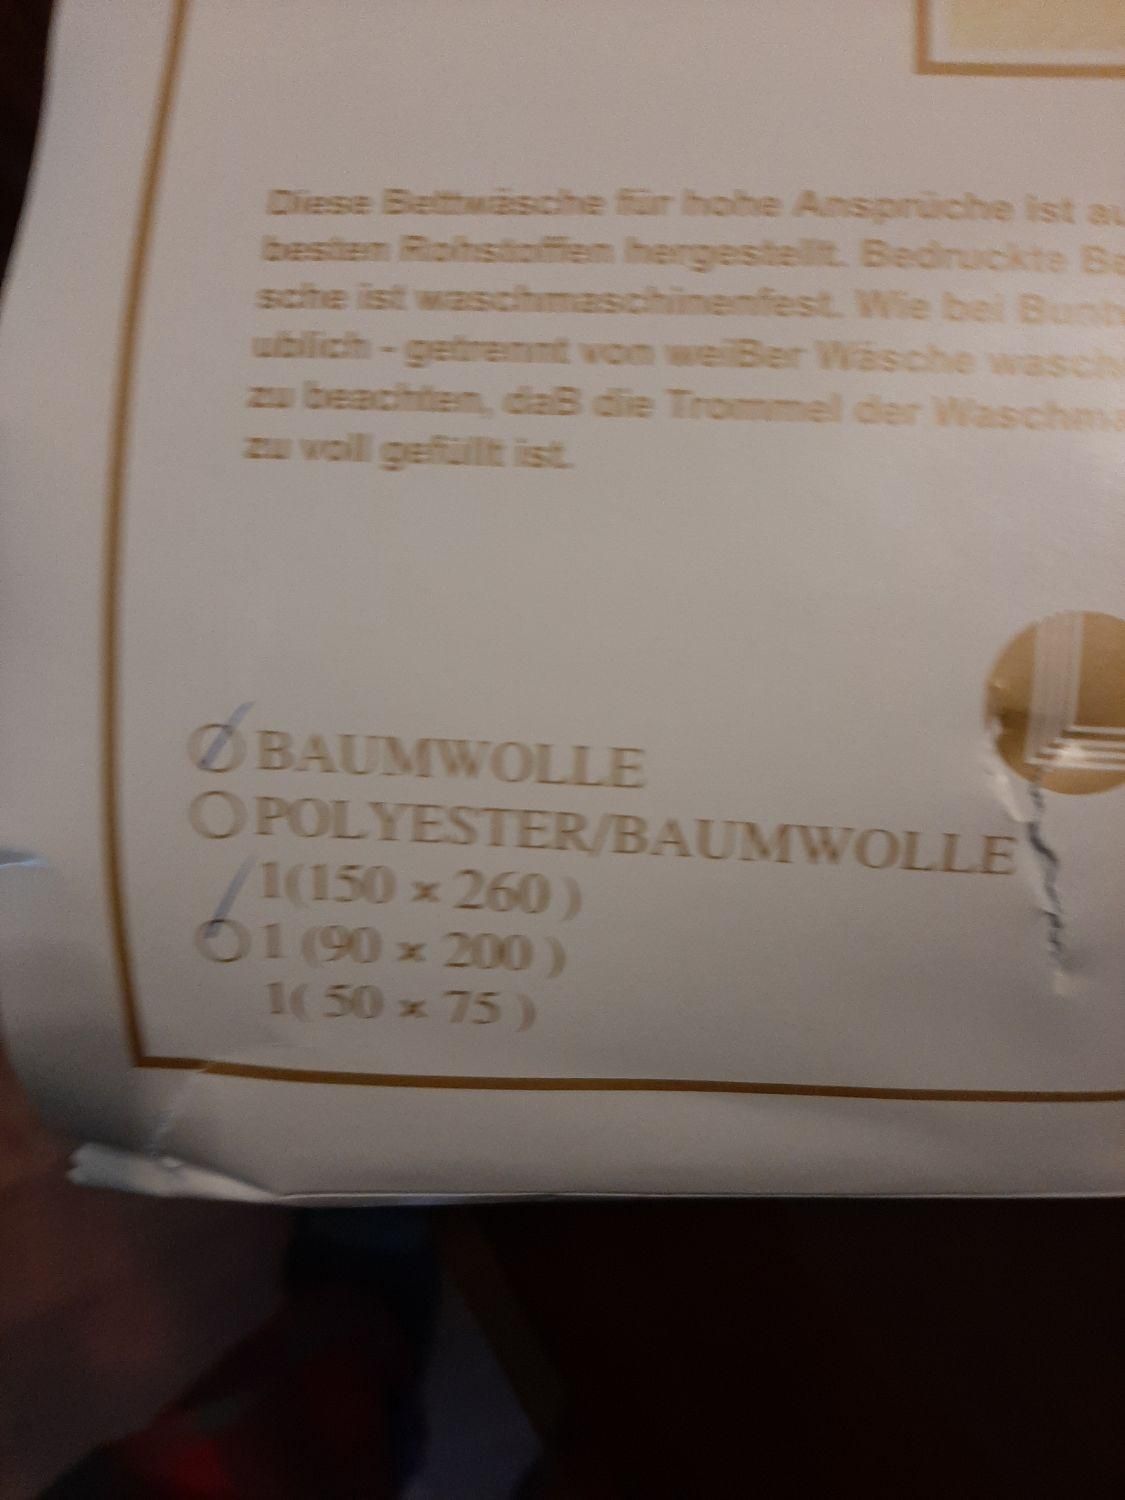 Diese Bettwäsche für hohe Ansprüche ist au
besten Rohstoffen hergestellt. Bedruckte Be
sche ist waschmaschinenfest. Wie bei Bunt
ublich - getrennt von weißer Wäsche wasch
zu beachten, daß die Trommel der Waschma
zu voll gefüllt ist.
BAUMWOLLE
POLYESTER/BAUMWOLLE
1(150 x 260 )
1 (90 x 200 )
1( 50 x 75 )